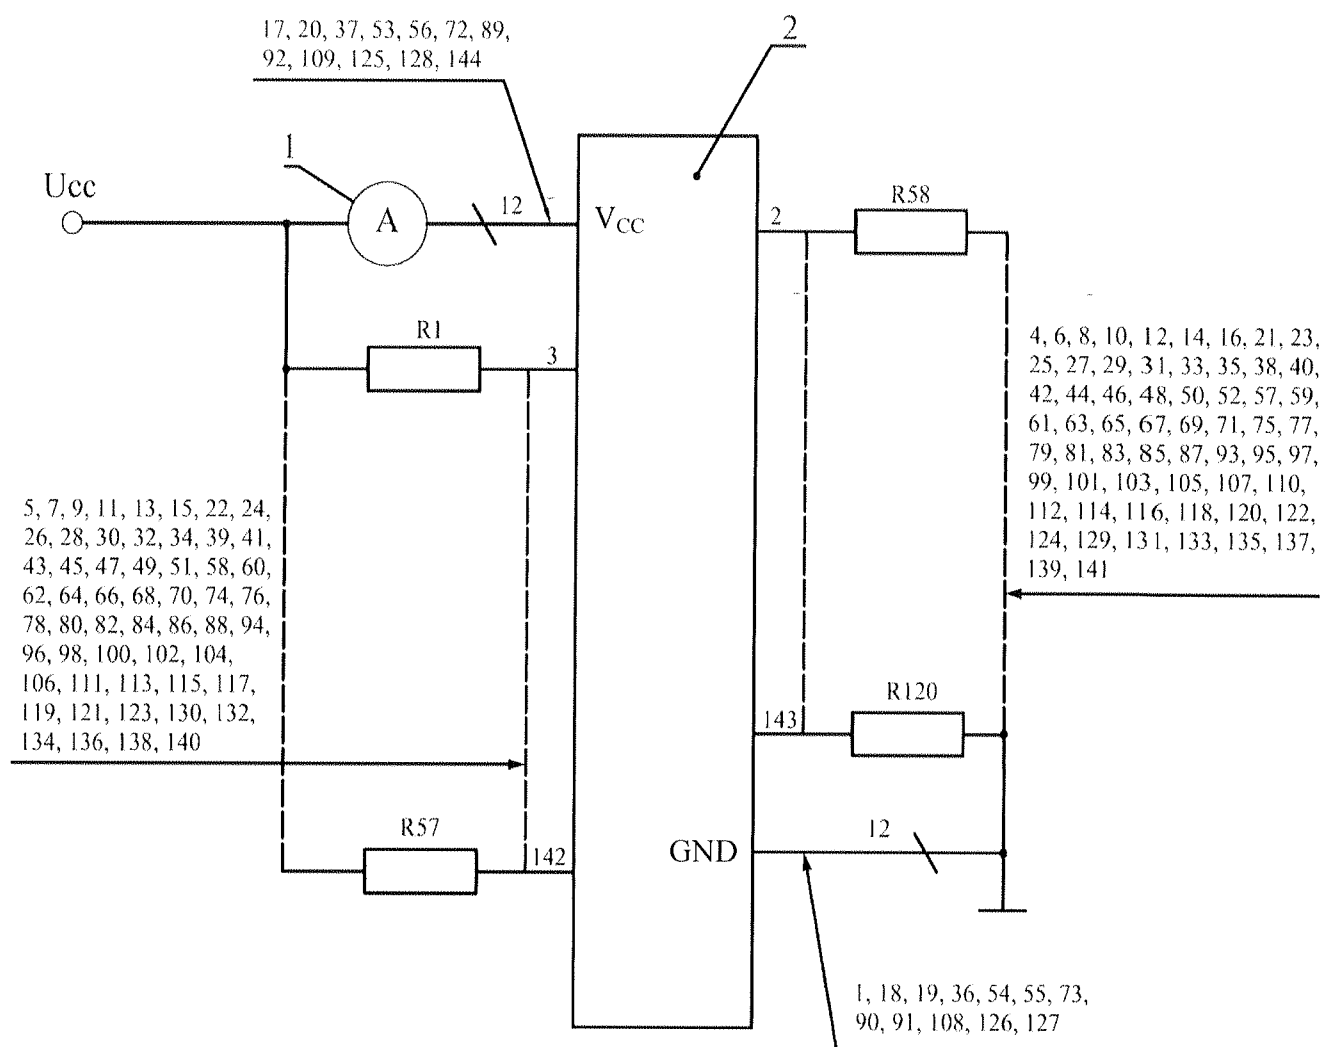 17, 20, 37, 53, 56, 72, 89,
92, 109, 125, 128, 144
2
1
Ucc
A
12
VCC
2
R58
R1
3
4, 6, 8, 10, 12, 14, 16, 21, 23,
25, 27, 29, 31, 33, 35, 38, 40,
42, 44, 46, 48, 50, 52, 57, 59,
61, 63, 65, 67, 69, 71, 75, 77,
79, 81, 83, 85, 87, 93, 95, 97,
99, 101, 103, 105, 107, 110,
112, 114, 116, 118, 120, 122,
124, 129, 131, 133, 135, 137,
139, 141
5, 7, 9, 11, 13, 15, 22, 24,
26, 28, 30, 32, 34, 39, 41,
43, 45, 47, 49, 51, 58, 60,
62, 64, 66, 68, 70, 74, 76,
78, 80, 82, 84, 86, 88, 94,
96, 98, 100, 102, 104,
106, 111, 113, 115, 117,
119, 121, 123, 130, 132,
134, 136, 138, 140
143
R120
R57
142
GND
12
1, 18, 19, 36, 54, 55, 73,
90, 91, 108, 126, 127